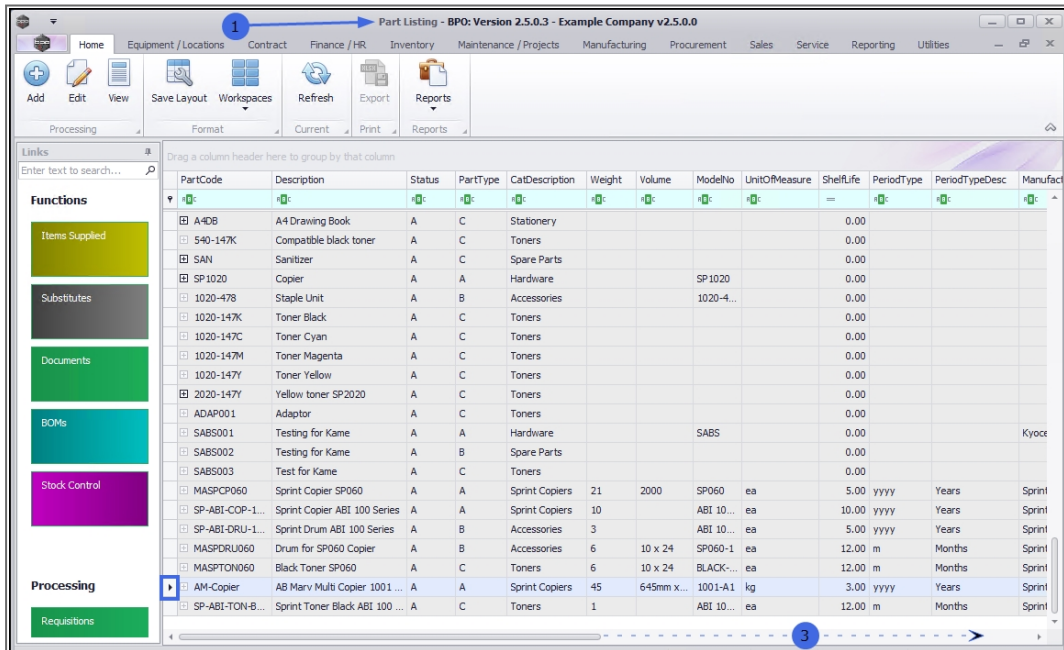 Part Listing - BPO: Version 2.5.0.3 - Example Company v2.5.0.0
1
Home Equipment / Locations Contract Finance / HR Inventory Maintenance / Projects Manufacturing Procurement Sales Service Reporting Utilities
Add Edit View Save Layout Workspaces Refresh Export Reports
Processing Format Current Print Reports
Links
Drag a column header here to group by that column
Enter text to search...
PartCode Description Status PartType CatDescription Weight Volume ModelNo UnitOfMeasure ShelfLife PeriodType PeriodTypeDesc Manufact
Functions
=
A4DB A4 Drawing Book A C Stationery 0.00
Items Supplied
540-147K Compatible black toner A C Toners 0.00
SAN Sanitizer A C Spare Parts 0.00
SP1020 Copier A A Hardware SP1020 0.00
Substitutes
1020-478 Staple Unit A B Accessories 1020-4... 0.00
1020-147K Toner Black A C Toners 0.00
1020-147C Toner Cyan A C Toners 0.00
1020-147M Toner Magenta A C Toners 0.00
Documents
1020-147Y Toner Yellow A C Toners 0.00
2020-147Y Yellow toner SP2020 A C Toners 0.00
ADAP001 Adaptor A C Toners 0.00
BOMs
SABS001 Testing for Kame A A Hardware SABS 0.00 Kyoce
SABS002 Testing for Kame A B Spare Parts 0.00
SABS003 Test for Kame A C Toners 0.00
Stock Control
MASPCP060 Sprint Copier SP060 A A Sprint Copiers 21 2000 SP060 ea 5.00 yyyy Years Sprint
SP-ABI-COP-1... Sprint Copier ABI 100 Series A A Sprint Copiers 10 ABI 10... ea 10.00 yyyy Years Sprint
SP-ABI-DRU-1... Sprint Drum ABI 100 Series A B Accessories 3 ABI 10... ea 5.00 yyyy Years Sprint
MASPDRU060 Drum for SP060 Copier A B Accessories 6 10 x 24 SP060-1 ea 12.00 m Months Sprint
MASPTON060 Black Toner SP060 A C Toners 6 10 x 24 BLACK-... ea 12.00 m Months Sprint
Processing
AM-Copier AB Marv Multi Copier 1001 ... A A Sprint Copiers 45 645mm x... 1001-A1 kg 3.00 yyyy Years Sprint
SP-ABI-TON-B... Sprint Toner Black ABI 100 ... A C Toners 1 ABI 10... ea 12.00 m Months Sprint
Requisitions
3